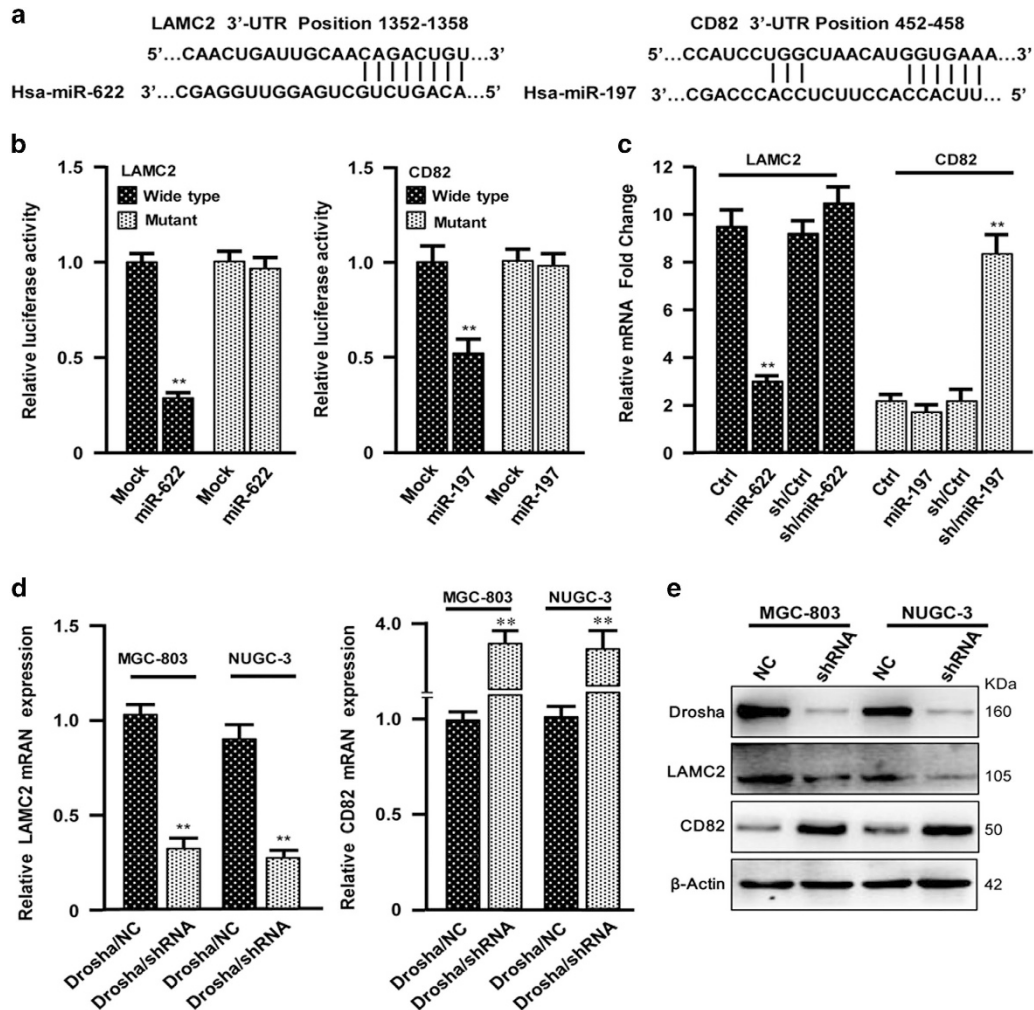 a
LAMC2 3’-UTR Position 1352-1358
5’...CAACUGAUUGCAACAGACUGU...3’
Hsa-miR-622 3’...CGAGGUUGGAGUCGUCUGACA...5’
CD82 3’-UTR Position 452-458
5’...CCAUCCUGGCUAACAUGGUGAAA...3’
Hsa-miR-197 3’...CGACCCACCUCUUCCACCACUU... 5’
b
Relative luciferase activity
1.5
1.0
0.5
0
LAMC2
Wide type
Mutant
**
Mock
miR-622
Mock
miR-622
Relative luciferase activity
1.5
1.0
0.5
0
CD82
Wide type
Mutant
**
Mock
miR-197
Mock
miR-197
c
Relative mRNA Fold Change
12
10
8
6
4
2
0
LAMC2
CD82
**
**
Ctrl
miR-622
sh/Ctrl
sh/miR-622
Ctrl
miR-197
sh/Ctrl
sh/miR-197
d
Relative LAMC2 mRAN expression
1.5
1.0
0.5
0
MGC-803
NUGC-3
**
**
Drosha/NC
Drosha/shRNA
Drosha/NC
Drosha/shRNA
Relative CD82 mRAN expression
4.0
1.0
0.5
0
MGC-803
NUGC-3
**
**
Drosha/NC
Drosha/shRNA
Drosha/NC
Drosha/shRNA
e
MGC-803 NUGC-3
NC shRNA NC shRNA
KDa
Drosha 160
LAMC2 105
CD82 50
β-Actin 42